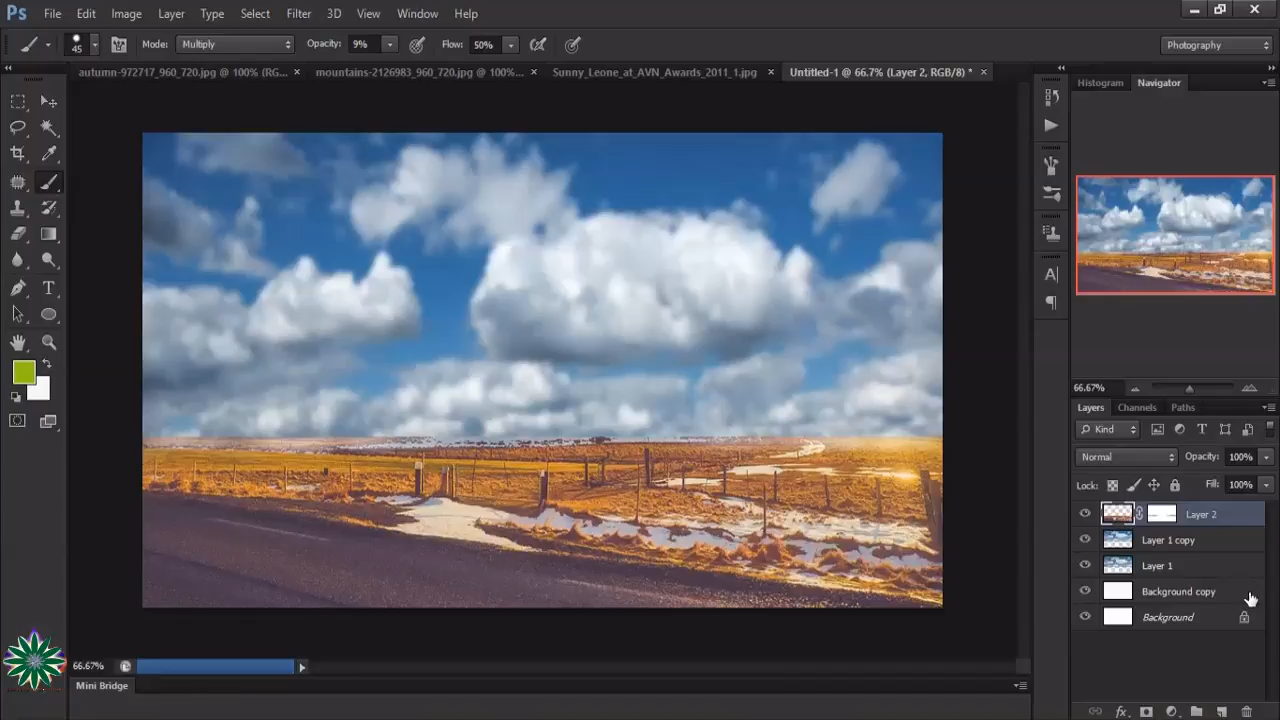 Ps File Edit Image Layer Type Select Filter 3D View Window Help
45 Mode: Multiply Opacity: 9% Flow: 50% Photography
autumn-972717_960_720.jpg @ 100% (RG... × mountains-2126983_960_720.jpg @ 100%... × Sunny_Leone_at_AVN_Awards_2011_1.jpg × Untitled-1 @ 66.7% (Layer 2, RGB/8) * ×
Histogram Navigator
66.67%
Layers Channels Paths
Kind
Normal Opacity: 100%
Lock: Fill: 100%
Layer 2
Layer 1 copy
Layer 1
Background copy
Background
66.67%
Mini Bridge